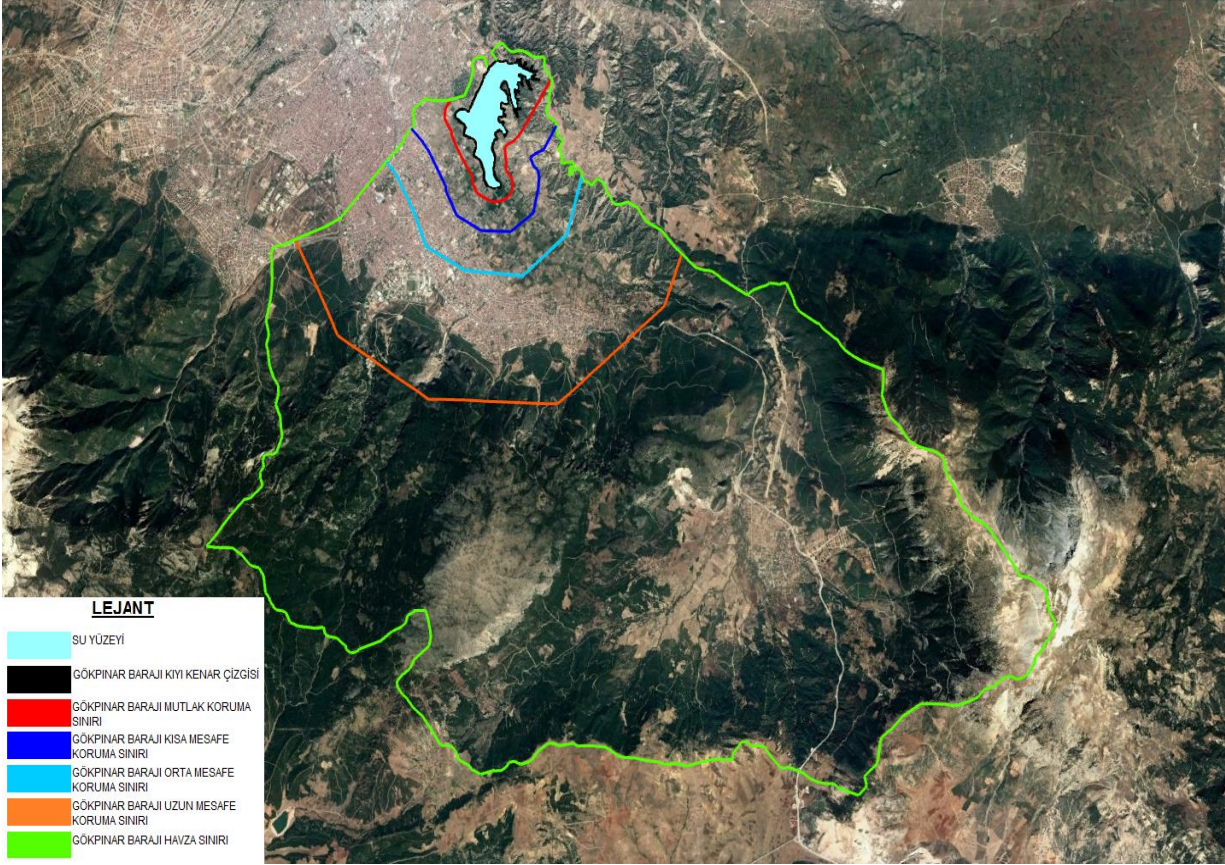 LEJANT
SU YÜZEYİ
GÖKPINAR BARAJI KIYI KENAR ÇİZGİSİ
GÖKPINAR BARAJI MUTLAK KORUMA
SINIRI
GÖKPINAR BARAJI KISA MESAFE
KORUMA SINIRI
GÖKPINAR BARAJI ORTA MESAFE
KORUMA SINIRI
GÖKPINAR BARAJI UZUN MESAFE
KORUMA SINIRI
GÖKPINAR BARAJI HAVZA SINIRI